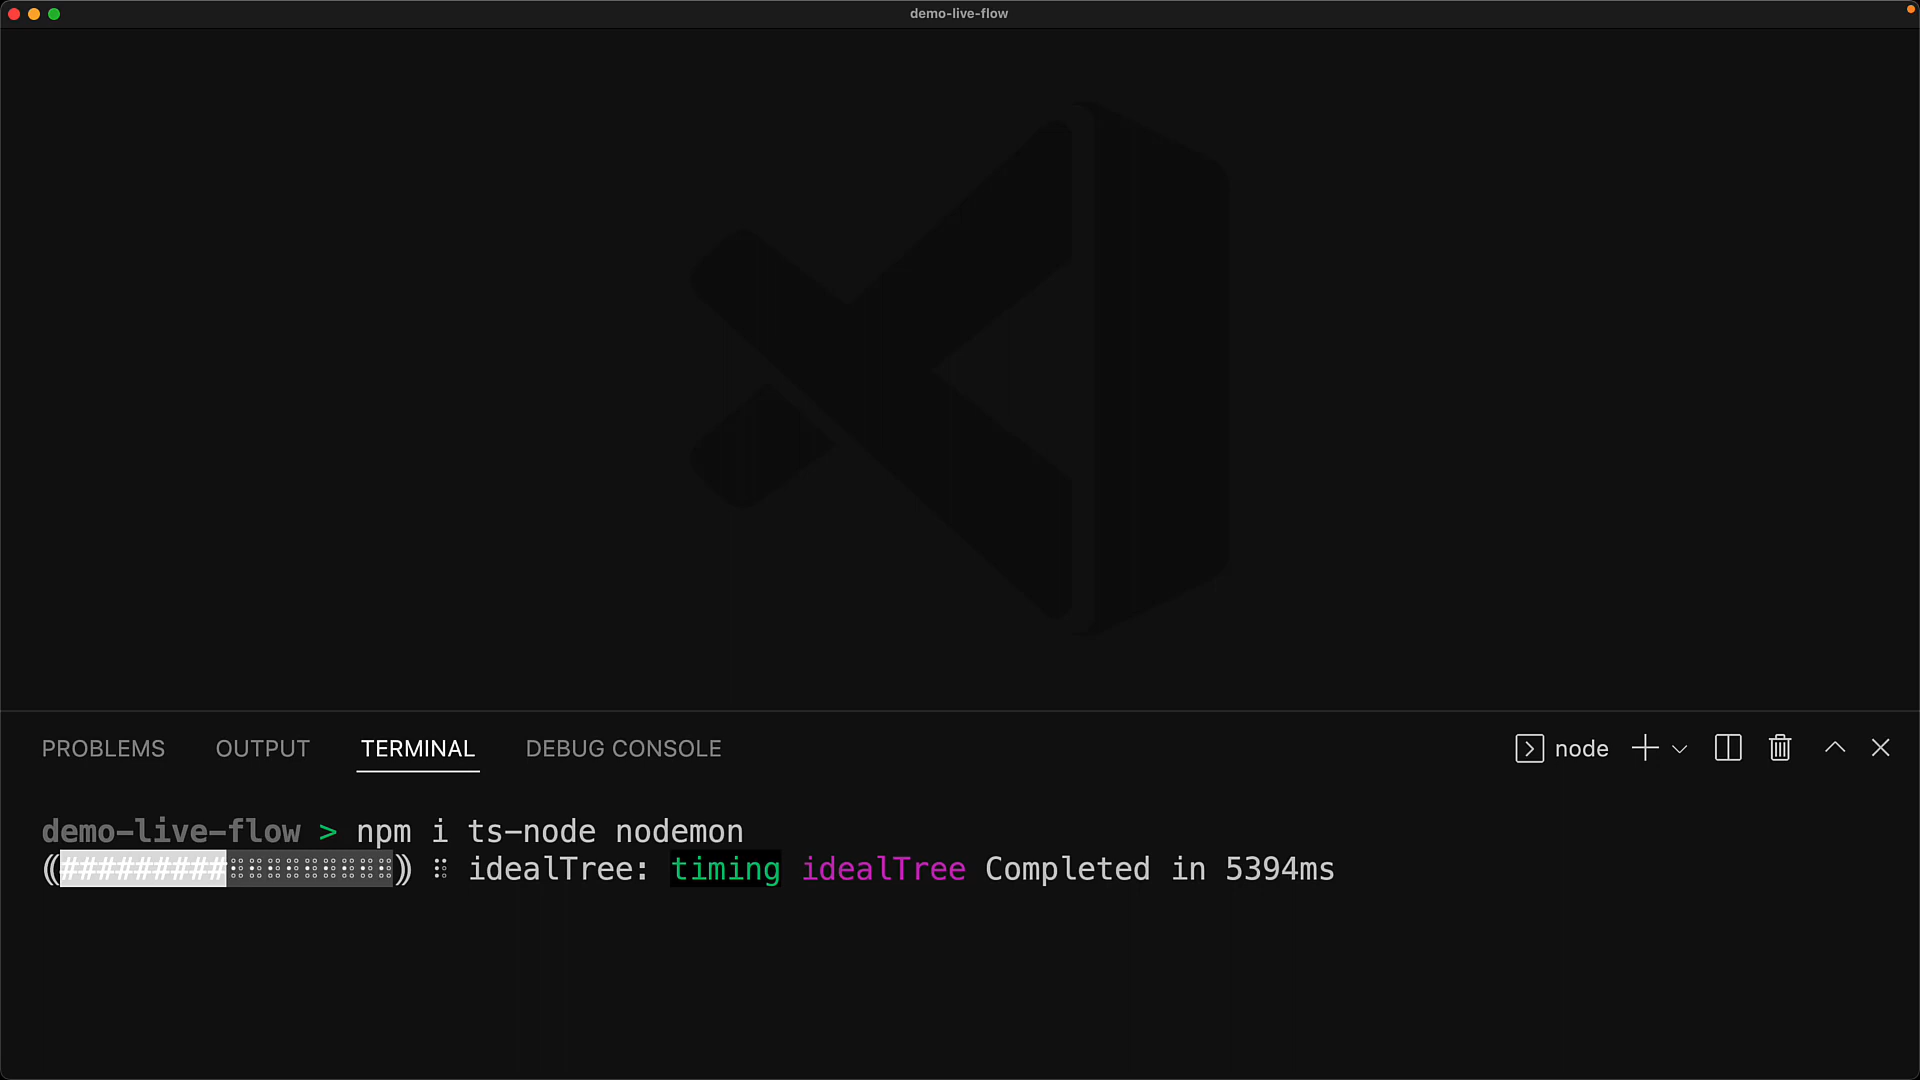 demo-live-flow
PROBLEMS OUTPUT TERMINAL DEBUG CONSOLE node
demo-live-flow > npm i ts-node nodemon
((#########⠿⠿⠿⠿⠿⠿⠿⠿⠿)) ⠿ idealTree: timing idealTree Completed in 5394ms